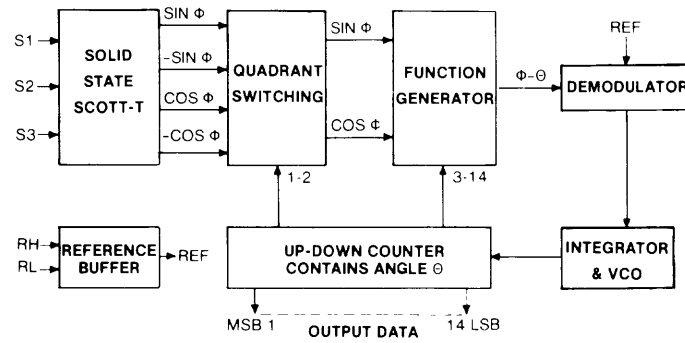 S1
S2
S3
SOLID
STATE
SCOTT-T
SIN Φ
-SIN Φ
COS Φ
-COS Φ
QUADRANT
SWITCHING
SIN Φ
COS Φ
FUNCTION
GENERATOR
Φ-Θ
REF
DEMODULATOR
1-2
3-14
RH
RL
REFERENCE
BUFFER
REF
UP-DOWN COUNTER
CONTAINS ANGLE Θ
INTEGRATOR
& VCO
MSB 1
14 LSB
OUTPUT DATA